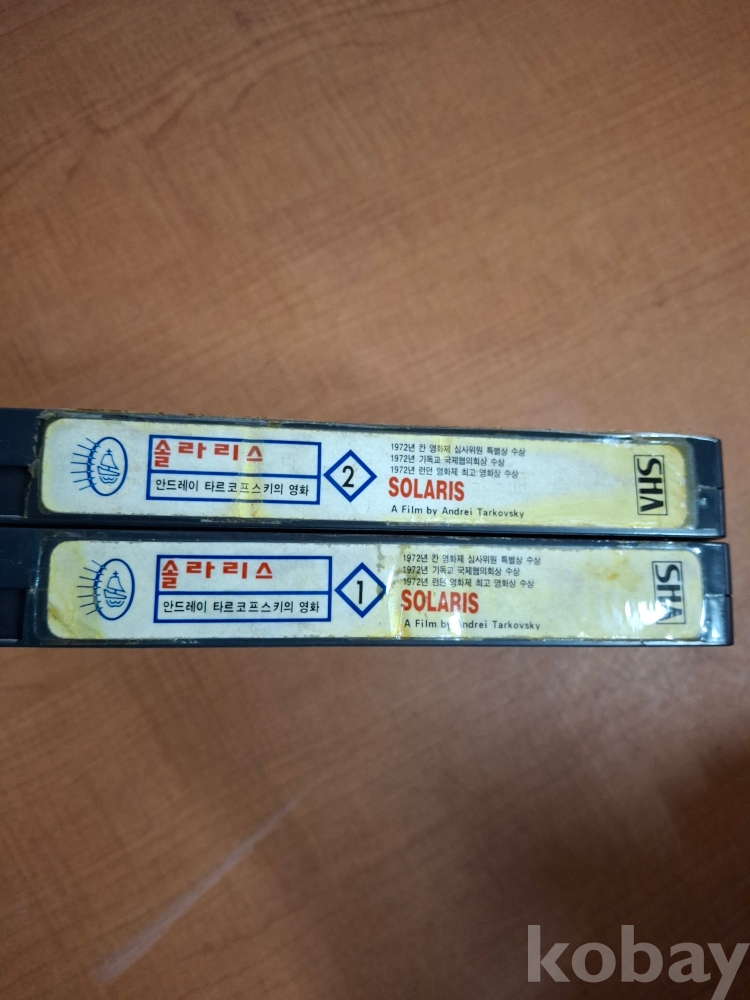 솔라리스
안드레이 타르코프스키의 영화
2
1972년 칸 영화제 심사위원 특별상 수상
1972년 기독교 국제협의회상 수상
1972년 런던 영화제 최고 영화상 수상
SOLARIS
A Film by Andrei Tarkovsky
VHS
솔라리스
안드레이 타르코프스키의 영화
1
1972년 칸 영화제 심사위원 특별상 수상
1972년 기독교 국제협의회상 수상
1972년 런던 영화제 최고 영화상 수상
SOLARIS
A Film by Andrei Tarkovsky
VHS
kobay